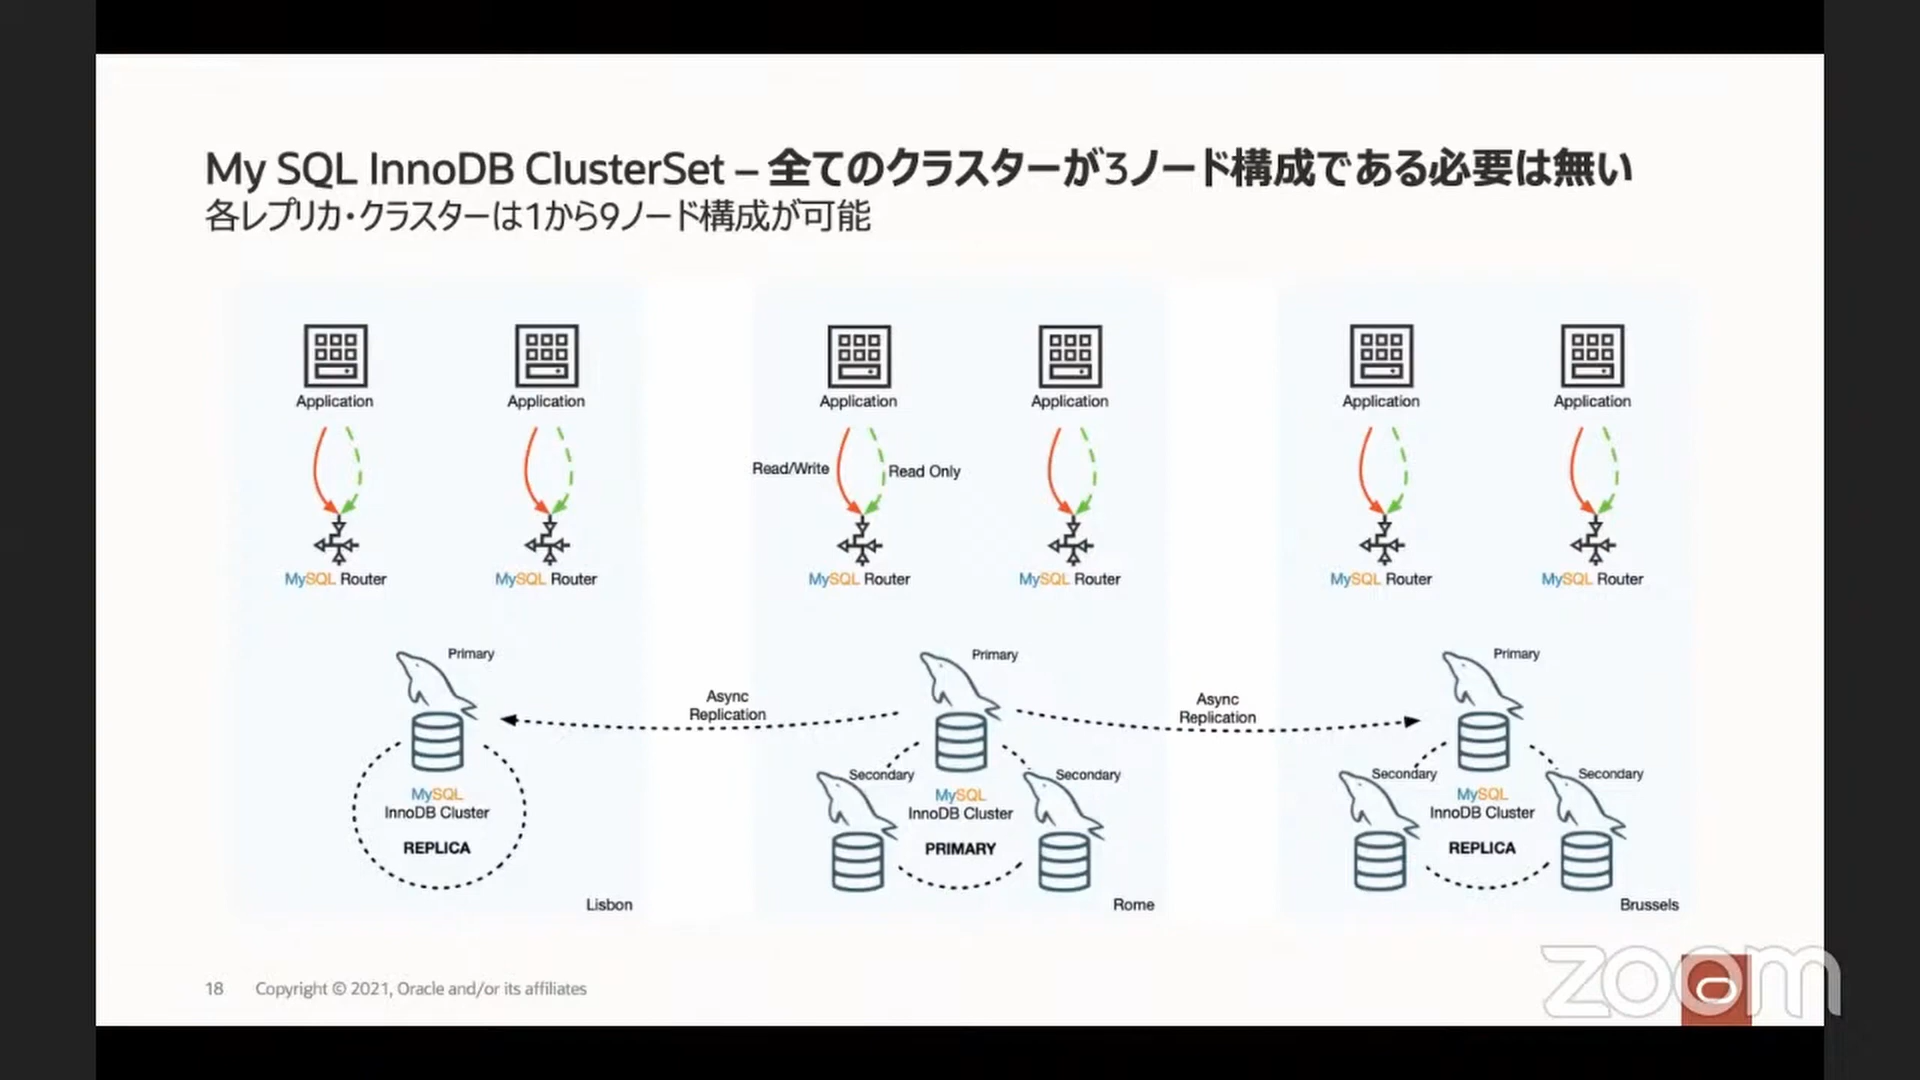 My SQL InnoDB ClusterSet – 全てのクラスターが3ノード構成である必要は無い
各レプリカ・クラスターは1から9ノード構成が可能
Application
Application
Application
Application
Application
Application
Read/Write
Read Only
MySQL Router
MySQL Router
MySQL Router
MySQL Router
MySQL Router
MySQL Router
Primary
Async
Replication
MySQL
InnoDB Cluster
REPLICA
Lisbon
Primary
Secondary
Secondary
MySQL
InnoDB Cluster
PRIMARY
Rome
Async
Replication
Primary
Secondary
Secondary
MySQL
InnoDB Cluster
REPLICA
Brussels
18 Copyright © 2021, Oracle and/or its affiliates
zoom